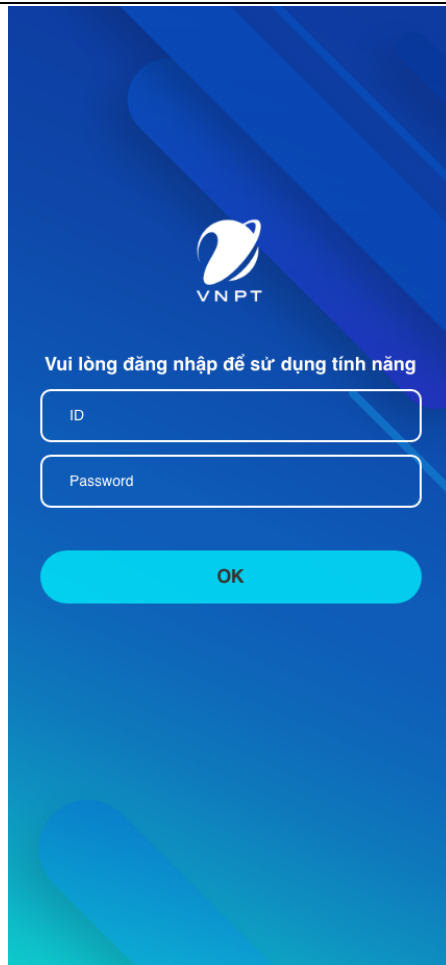 VNPT
Vui lòng đăng nhập để sử dụng tính năng
ID
Password
OK